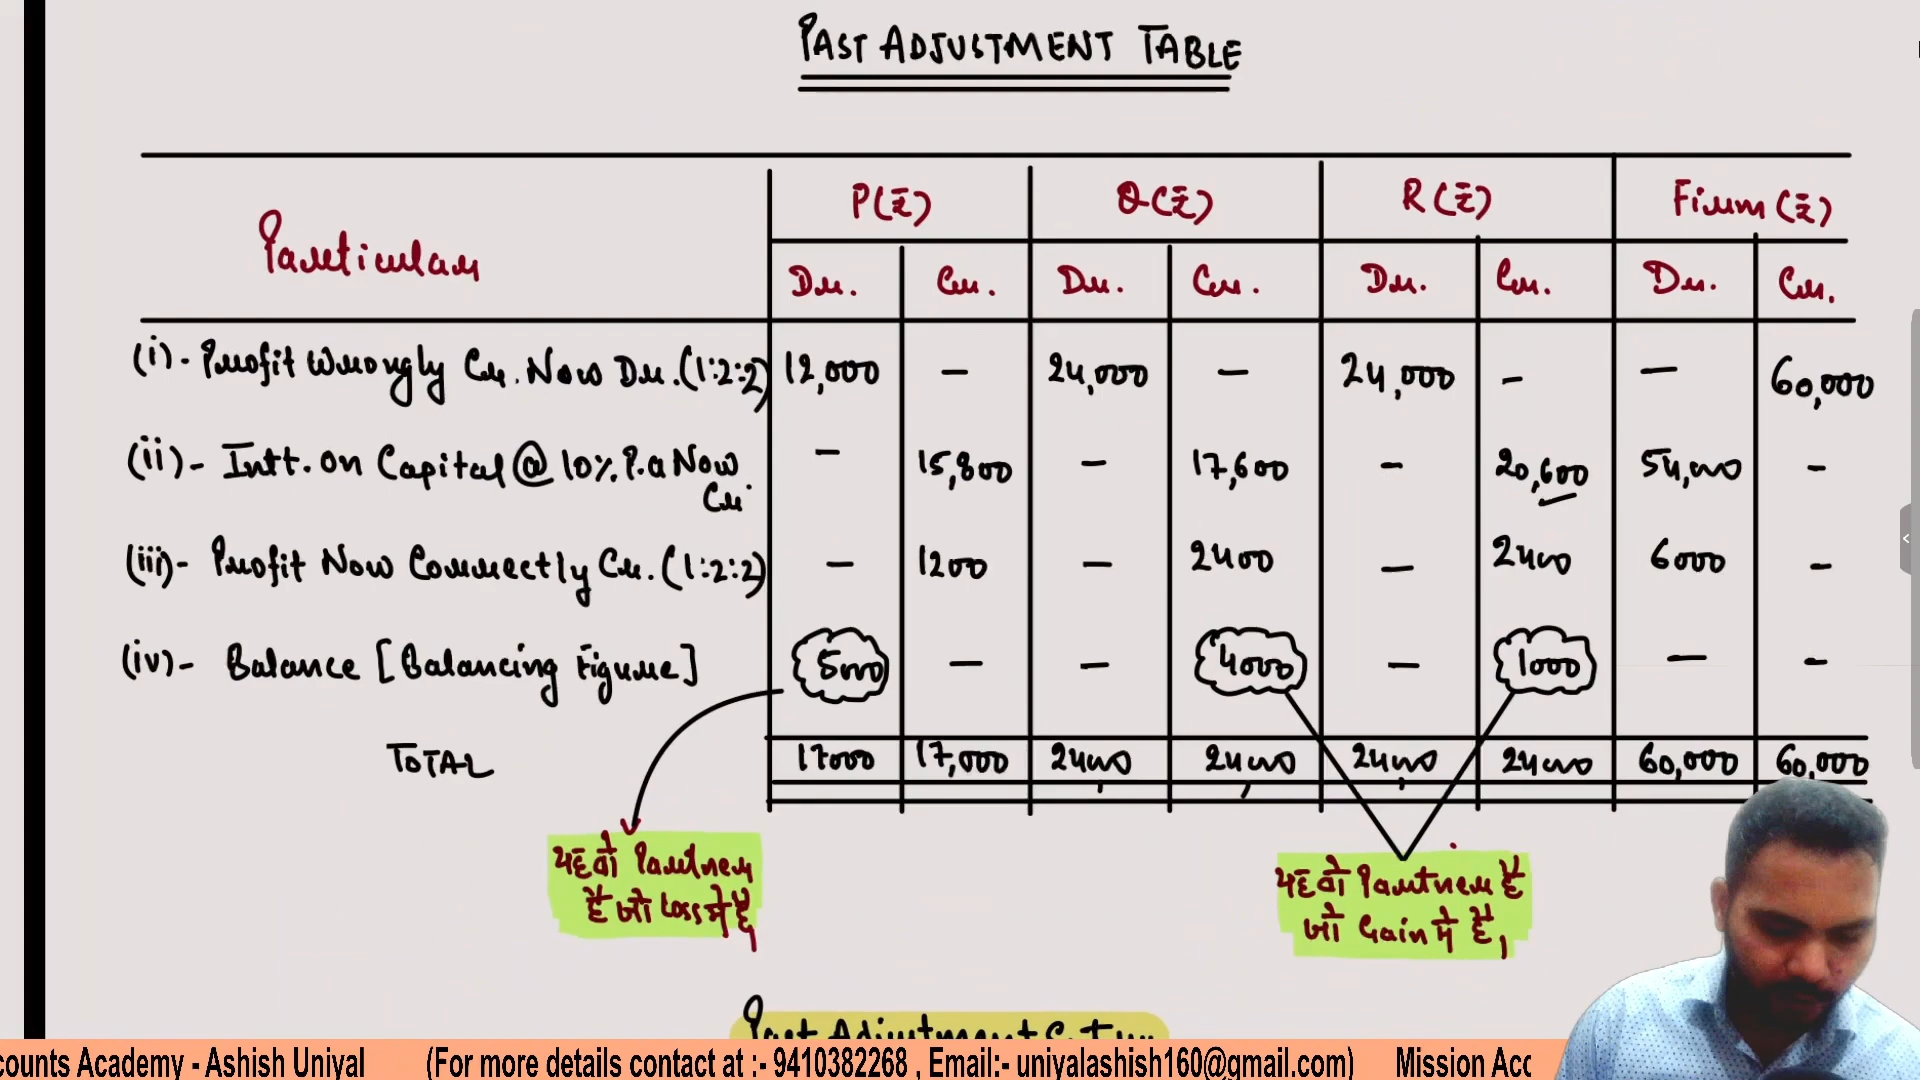 PAST ADJUSTMENT TABLE
Particular P(₹) Q(₹) R(₹) Firm (₹)
Dr. Cr. Dr. Cr. Dr. Cr. Dr. Cr.
(i)- Profit Wrongly Cr. Now Dr. (1:2:2) 12,000 — 24,000 — 24,000 - — 60,000
(ii)- Intt. on Capital @ 10% P.a Now - 15,800 - 17,600 - 20,600 54,000 -
Cr.
(iii)- Profit Now Correctly Cr. (1:2:2) - 1200 - 2400 - 2400 6000 -
(iv)- Balance [Balancing Figure] 5000 - - 4000 - 1000 - -
TOTAL 17000 17,000 24000 24000 24000 24000 60,000 60,000
यह वो Partner
है जो Loss में है,
यह वो Partner है
जो Gain में है,
Past Adjustment Entry
counts Academy - Ashish Uniyal (For more details contact at :- 9410382268 , Email:- uniyalashish160@gmail.com) Mission Acc